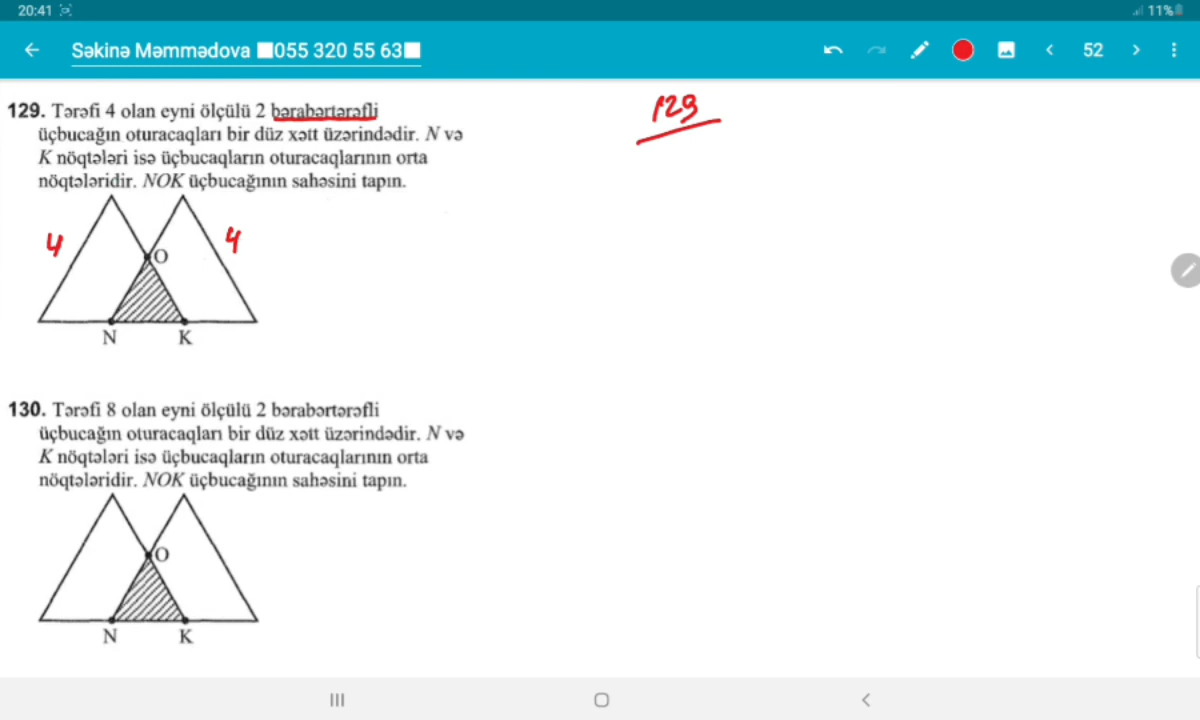 20:41
11%
Səkinə Məmmədova 055 320 55 63
52
129. Tərəfi 4 olan eyni ölçülü 2 bərabərtərəfli
üçbucağın oturacaqları bir düz xətt üzərindədir. N və
K nöqtələri isə üçbucaqların oturacaqlarının orta
nöqtələridir. NOK üçbucağının sahəsini tapın.
129
4
4
O
N K
130. Tərəfi 8 olan eyni ölçülü 2 bərabərtərəfli
üçbucağın oturacaqları bir düz xətt üzərindədir. N və
K nöqtələri isə üçbucaqların oturacaqlarının orta
nöqtələridir. NOK üçbucağının sahəsini tapın.
O
N K